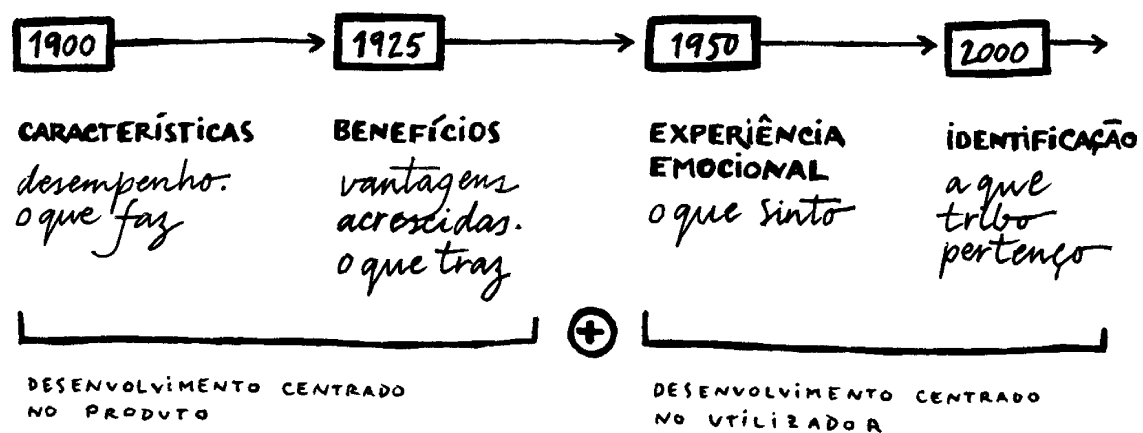 1900
1925
1950
2000
CARACTERÍSTICAS
desempenho.
o que faz
BENEFÍCIOS
vantagens
acrescidas.
o que traz
EXPERIÊNCIA
EMOCIONAL
o que sinto
IDENTIFICAÇÃO
a que
tribo
pertenço
+
DESENVOLVIMENTO CENTRADO
NO PRODUTO
DESENVOLVIMENTO CENTRADO
NO UTILIZADOR